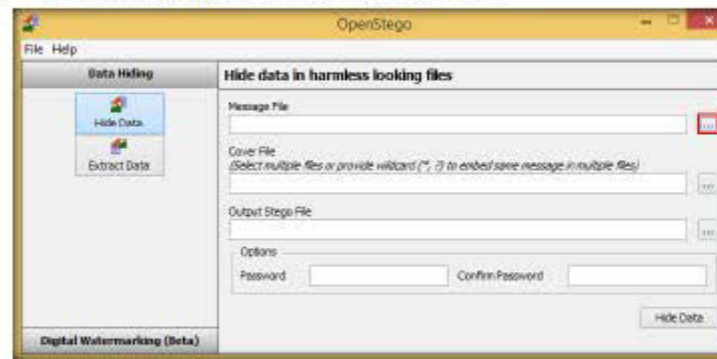 OpenStego
File Help
Data Hiding
Hide Data
Extract Data
Digital Watermarking (Beta)
Hide data in harmless looking files
Message File
...
Cover File
(Select multiple files or provide wildcard (*, ?) to embed same message in multiple files)
...
Output Stego File
...
Options
Password
Confirm Password
Hide Data